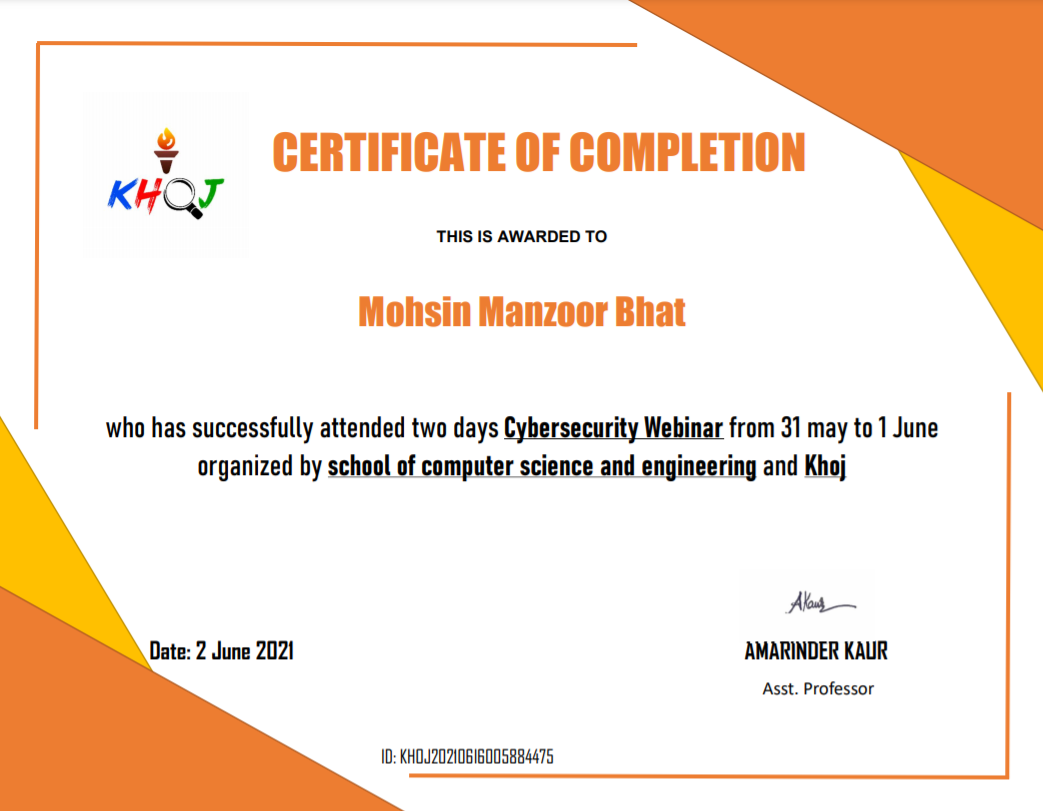 KHOJ
CERTIFICATE OF COMPLETION
THIS IS AWARDED TO
Mohsin Manzoor Bhat
who has successfully attended two days Cybersecurity Webinar from 31 may to 1 June
organized by school of computer science and engineering and Khoj
AKaur
Date: 2 June 2021
AMARINDER KAUR
Asst. Professor
ID: KHOJ20210616005884475